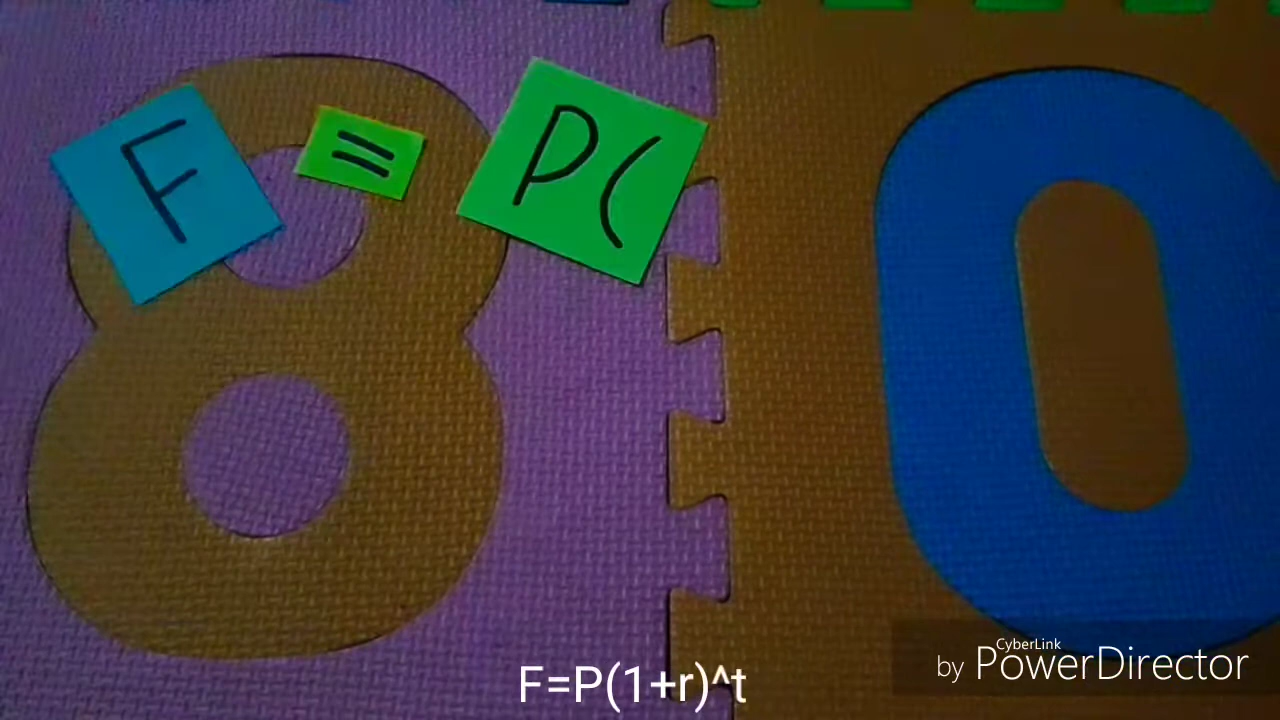 F = P(
8 0
F=P(1+r)^t
CyberLink
by PowerDirector